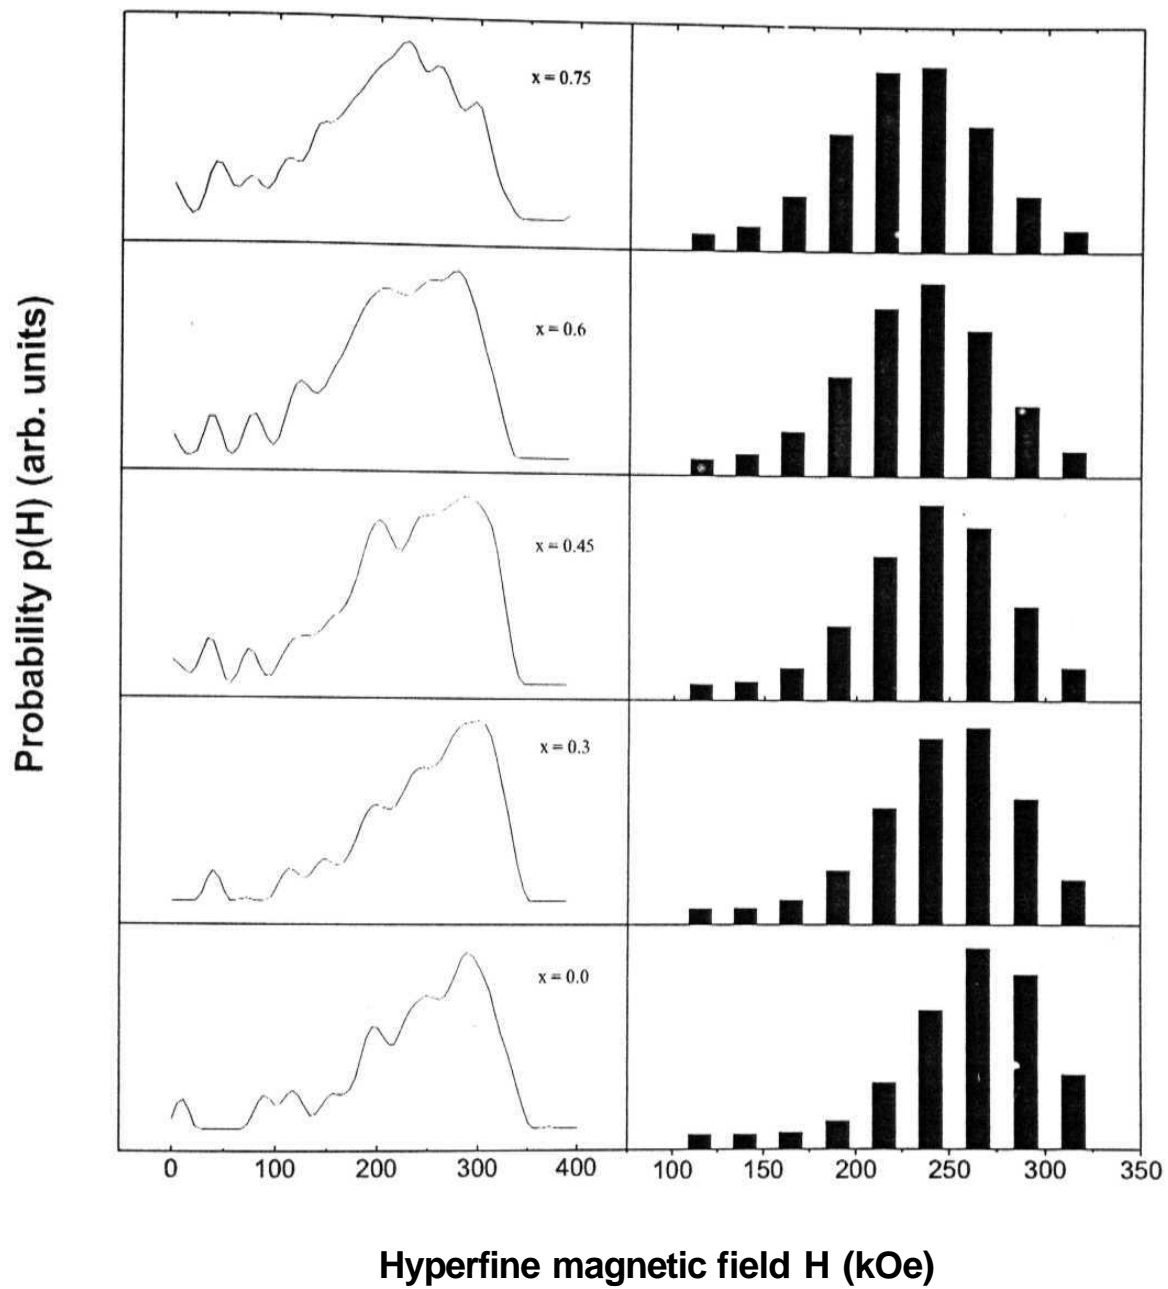 Probability p(H) (arb. units)
x = 0.75
x = 0.6
x = 0.45
x = 0.3
x = 0.0
0 100 200 300 400 100 150 200 250 300 350
Hyperfine magnetic field H (kOe)